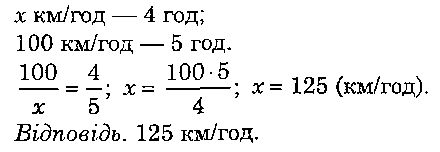 x км/год — 4 год;
100 км/год — 5 год.
100/x = 4/5; x = 100·5/4; x = 125 (км/год).
Відповідь. 125 км/год.